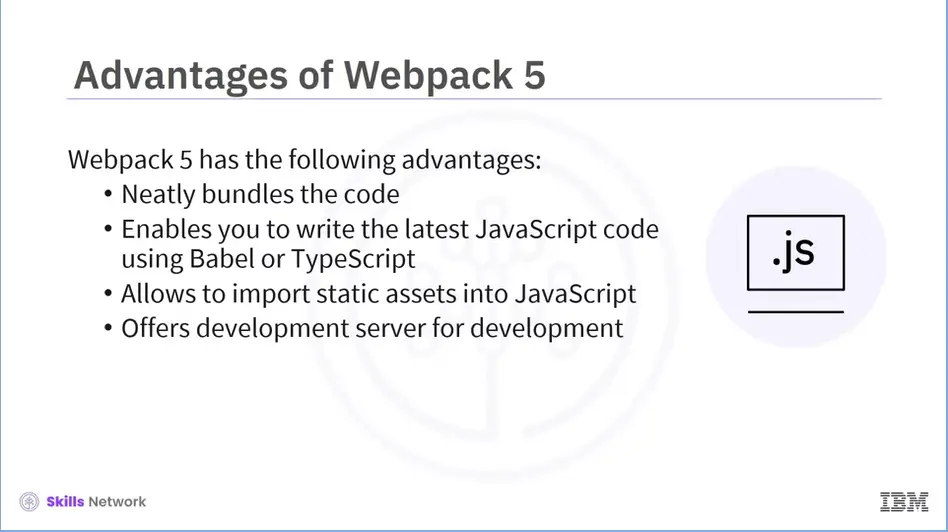 Advantages of Webpack 5
Webpack 5 has the following advantages:
• Neatly bundles the code
• Enables you to write the latest JavaScript code
using Babel or TypeScript
• Allows to import static assets into JavaScript
• Offers development server for development
.js
Skills Network
IBM